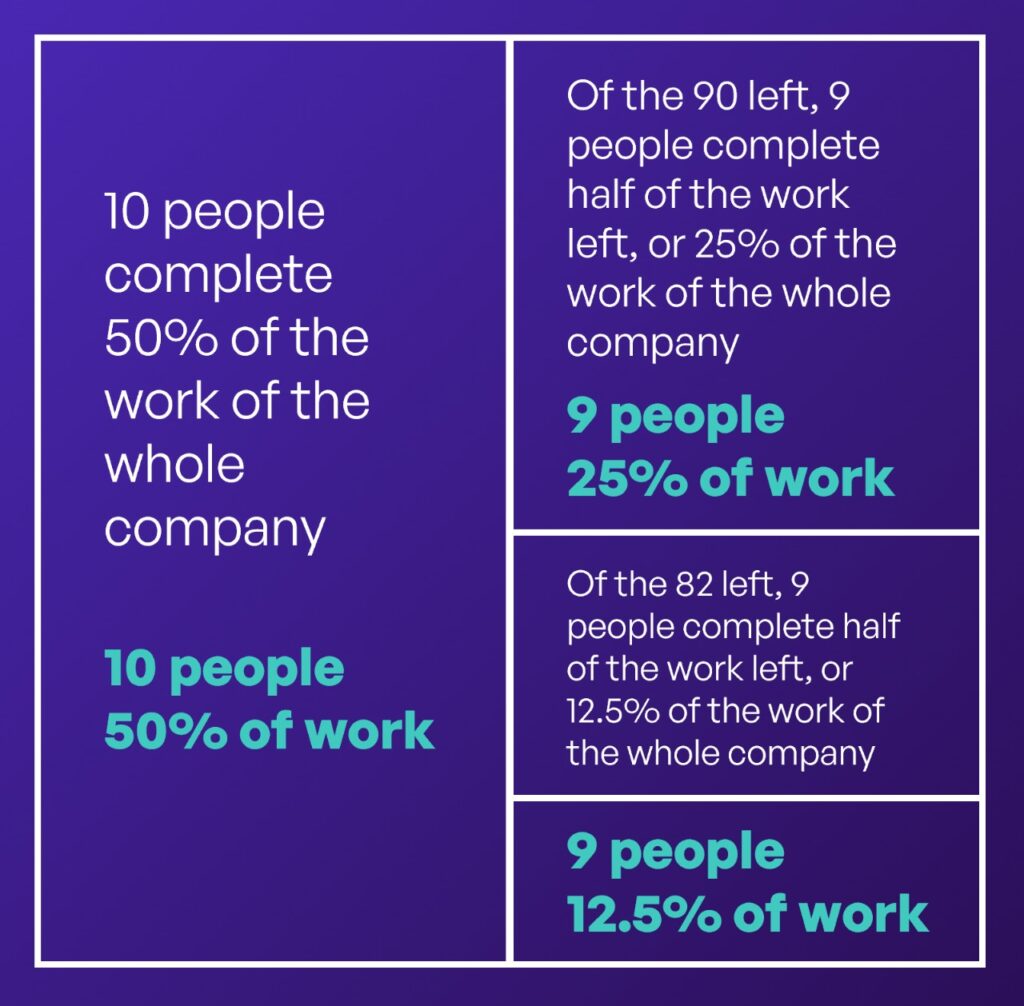 10 people
complete
50% of the
work of the
whole
company
10 people
50% of work
Of the 90 left, 9
people complete
half of the work
left, or 25% of the
work of the whole
company
9 people
25% of work
Of the 82 left, 9
people complete half
of the work left, or
12.5% of the work of
the whole company
9 people
12.5% of work